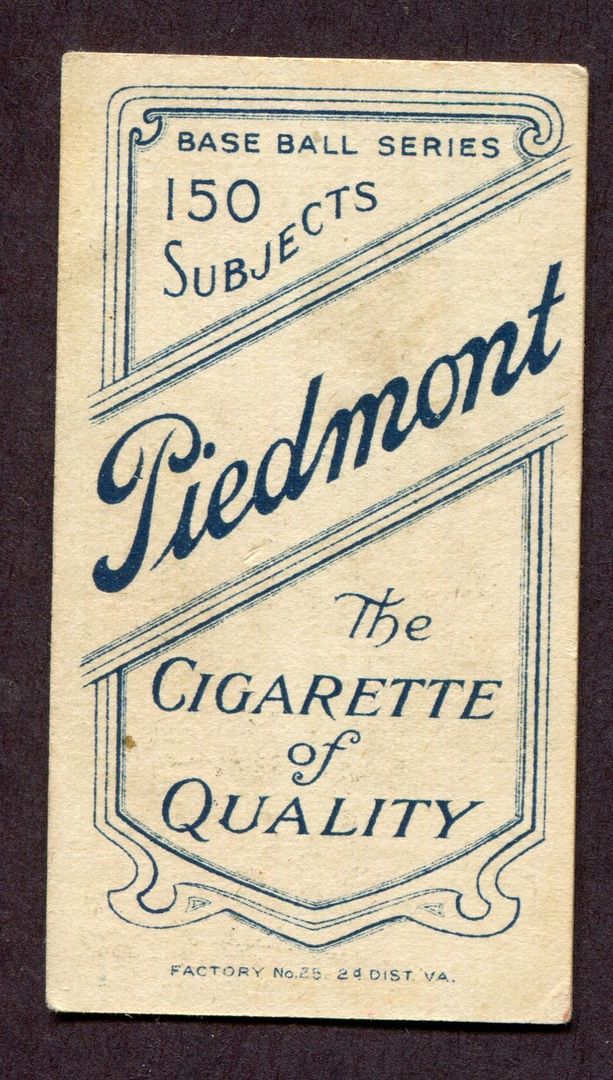 BASE BALL SERIES
150
SUBJECTS
Piedmont
The
CIGARETTE
of
QUALITY
FACTORY No.25. 2d DIST. VA.